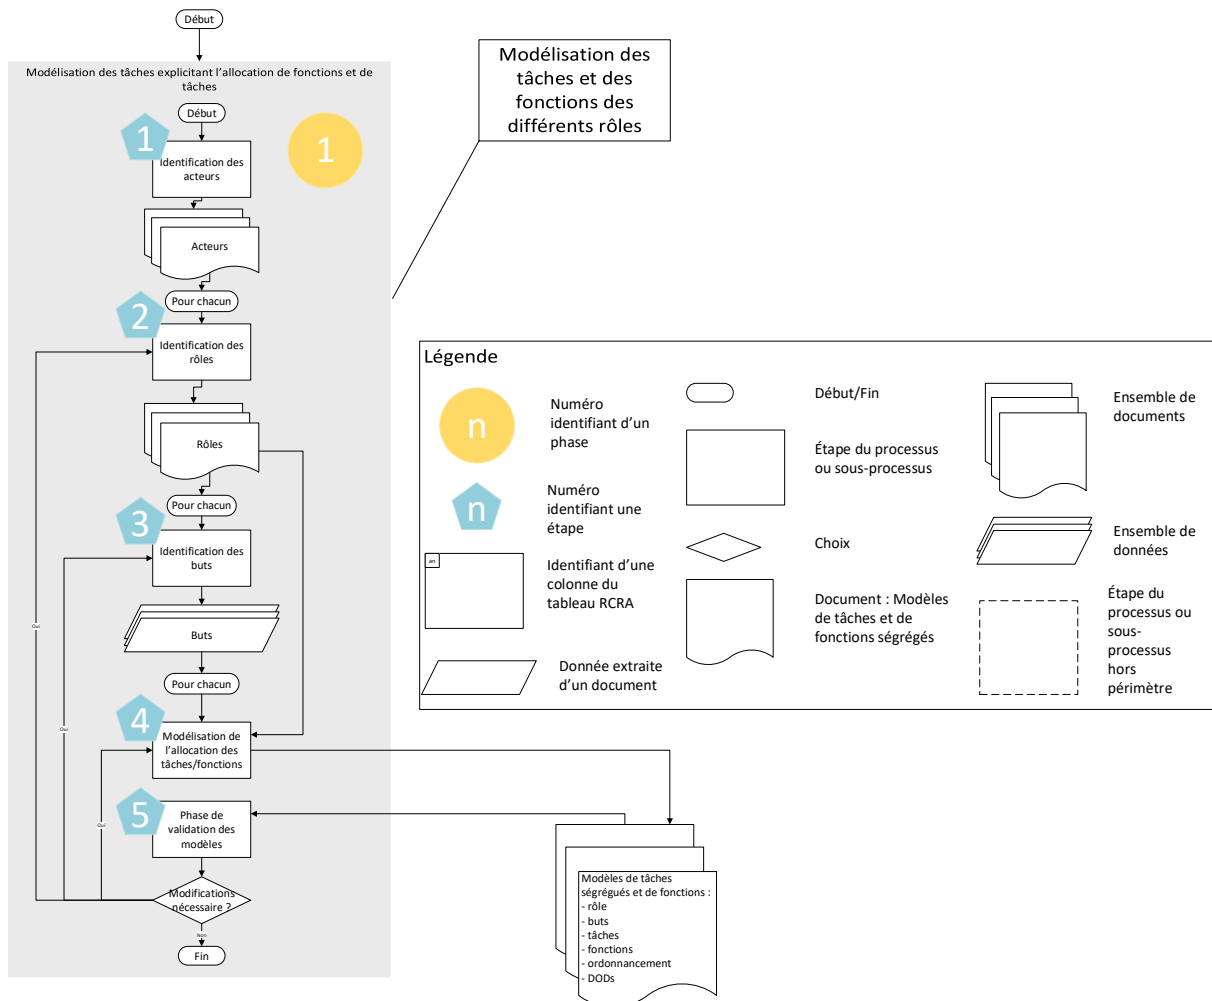 Début
Modélisation des tâches explicitant l'allocation de fonctions et de
tâches
Début
1
1
Identification des
acteurs
Acteurs
Pour chacun
2
Identification des
rôles
Rôles
Pour chacun
3
Identification des
buts
Buts
Pour chacun
4
Modélisation de
l'allocation des
tâches/fonctions
5
Phase de
validation des
modèles
Modifications
nécessaire ?
Oui
Oui
Oui
Non
Fin
Modélisation des
tâches et des
fonctions des
différents rôles
Légende
n
Numéro
identifiant d'un
phase
n
Numéro
identifiant une
étape
an
Identifiant d'une
colonne du
tableau RCRA
Donnée extraite
d'un document
Début/Fin
Étape du processus
ou sous-processus
Choix
Document : Modèles
de tâches et de
fonctions ségrégés
Ensemble de
documents
Ensemble de
données
Étape du
processus ou
sous-
processus
hors
périmètre
Modèles de tâches
ségrégués et de fonctions :
- rôle
- buts
- tâches
- fonctions
- ordonnancement
- DODs